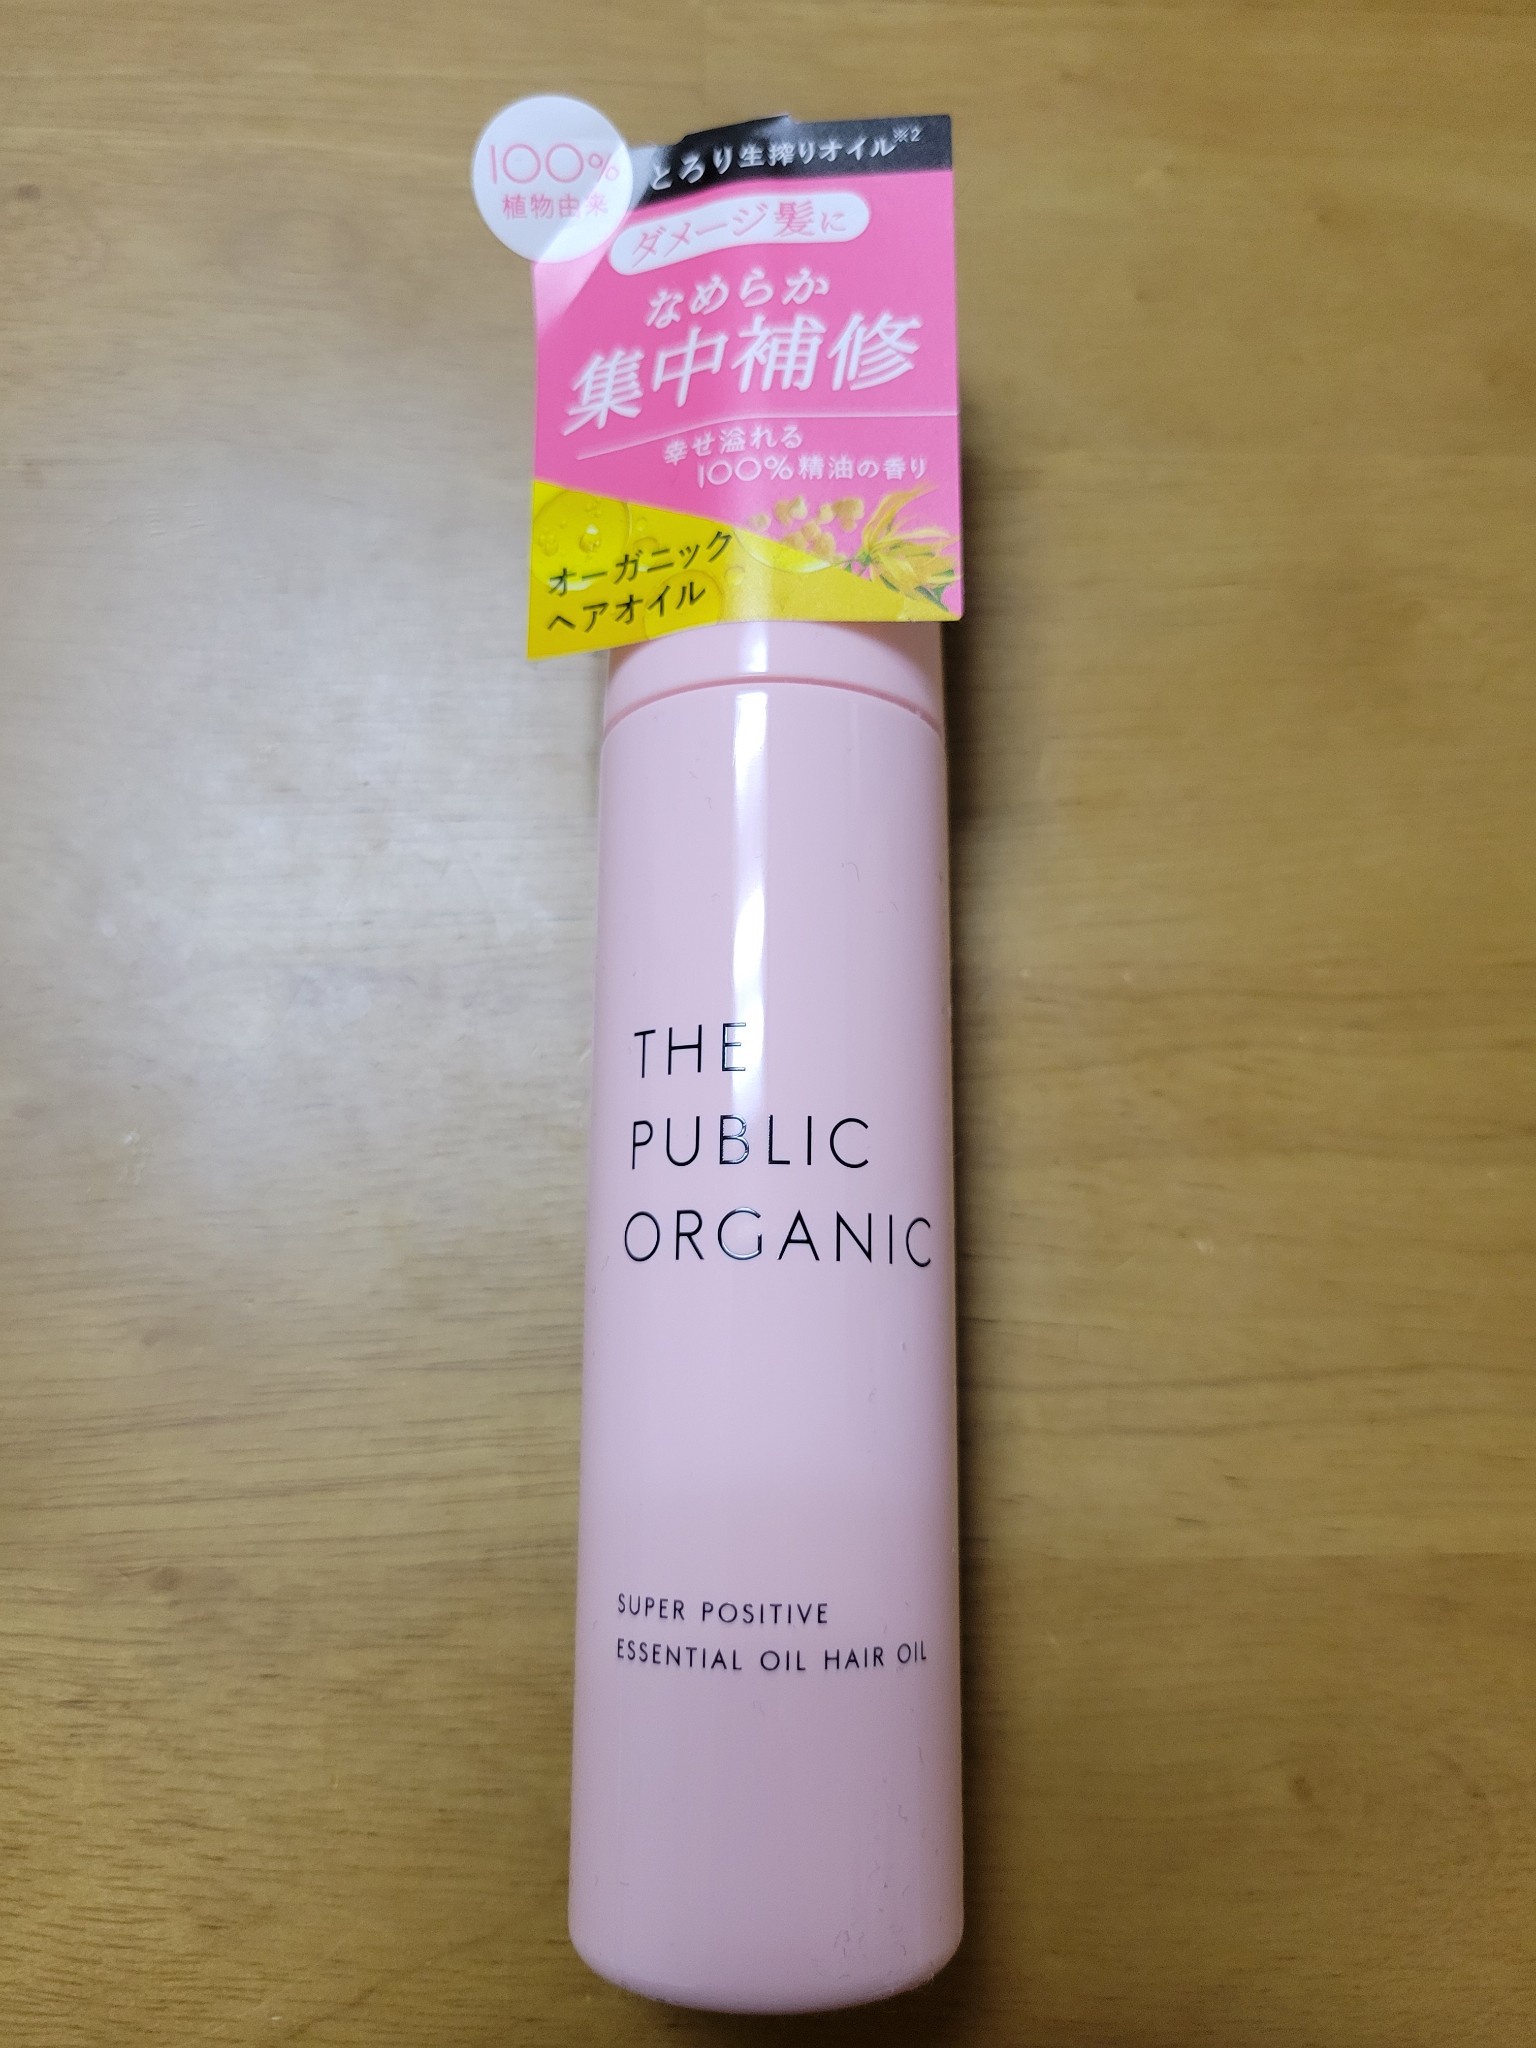 100%
植物由来
とろり生搾りオイル※2
ダメージ髪に
なめらか
集中補修
幸せ溢れる
100%精油の香り
オーガニック
ヘアオイル
THE
PUBLIC
ORGANIC
SUPER POSITIVE
ESSENTIAL OIL HAIR OIL